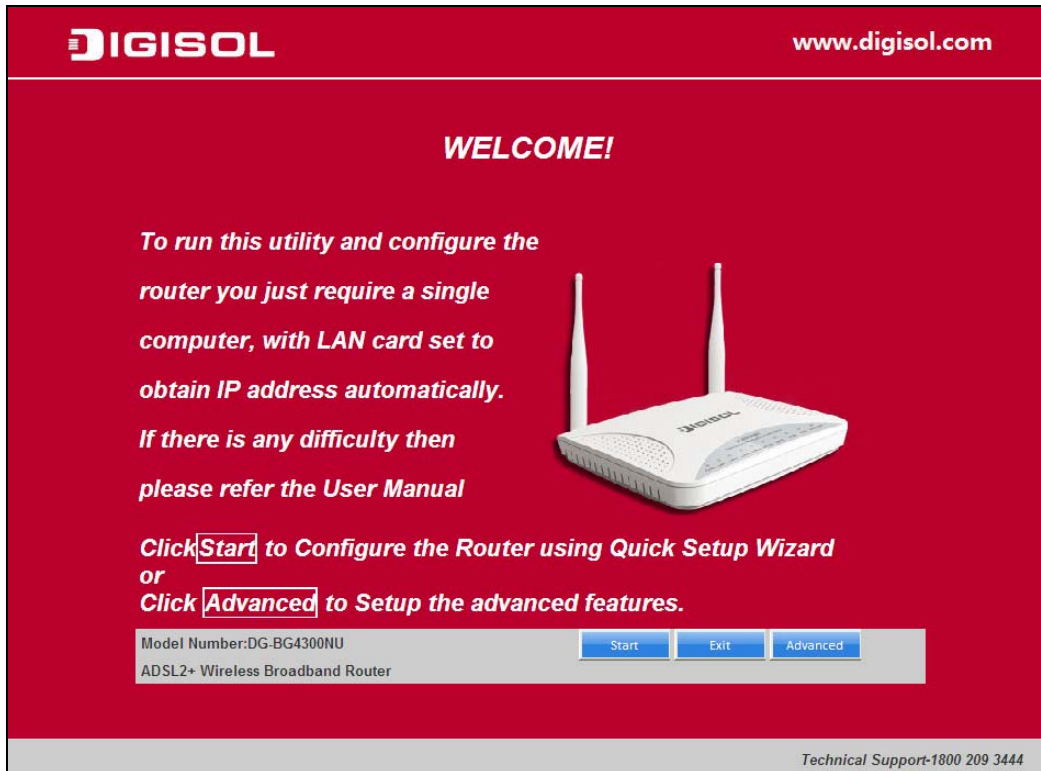 DIGISOL
www.digisol.com
WELCOME!
To run this utility and configure the
router you just require a single
computer, with LAN card set to
obtain IP address automatically.
If there is any difficulty then
please refer the User Manual
DIGISOL
Click Start to Configure the Router using Quick Setup Wizard
or
Click Advanced to Setup the advanced features.
Model Number:DG-BG4300NU
ADSL2+ Wireless Broadband Router
Start
Exit
Advanced
Technical Support-1800 209 3444